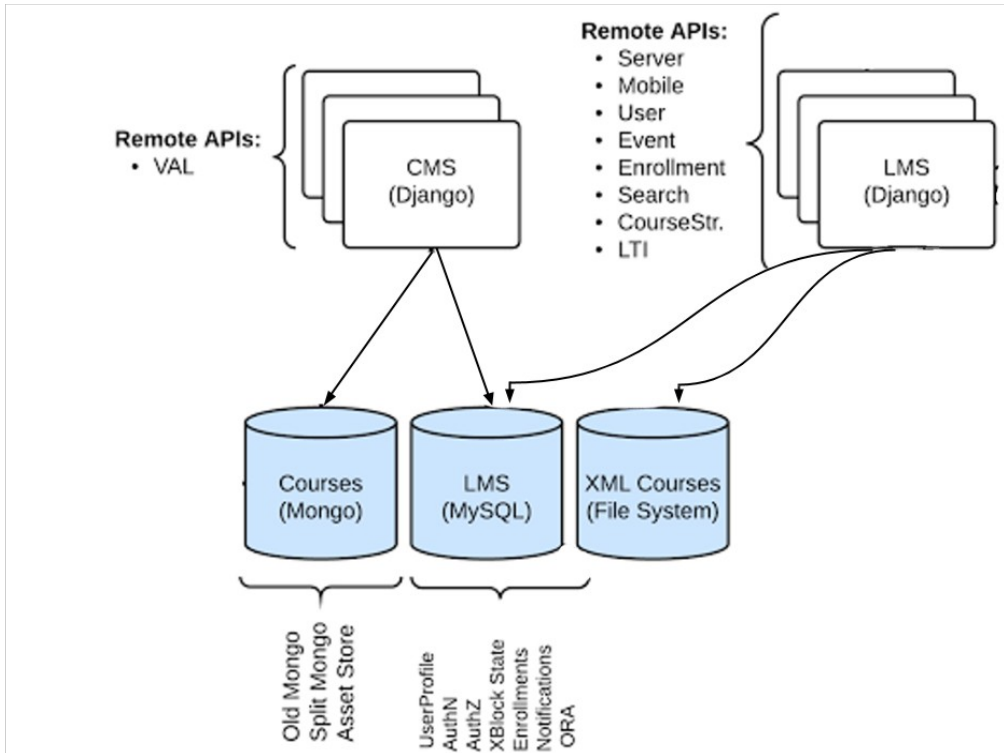 Remote APIs:
• VAL
CMS
(Django)
Remote APIs:
• Server
• Mobile
• User
• Event
• Enrollment
• Search
• CourseStr.
• LTI
LMS
(Django)
Courses
(Mongo)
LMS
(MySQL)
XML Courses
(File System)
Old Mongo
Split Mongo
Asset Store
UserProfile
AuthN
AuthZ
XBlock State
Enrollments
Notifications
ORA